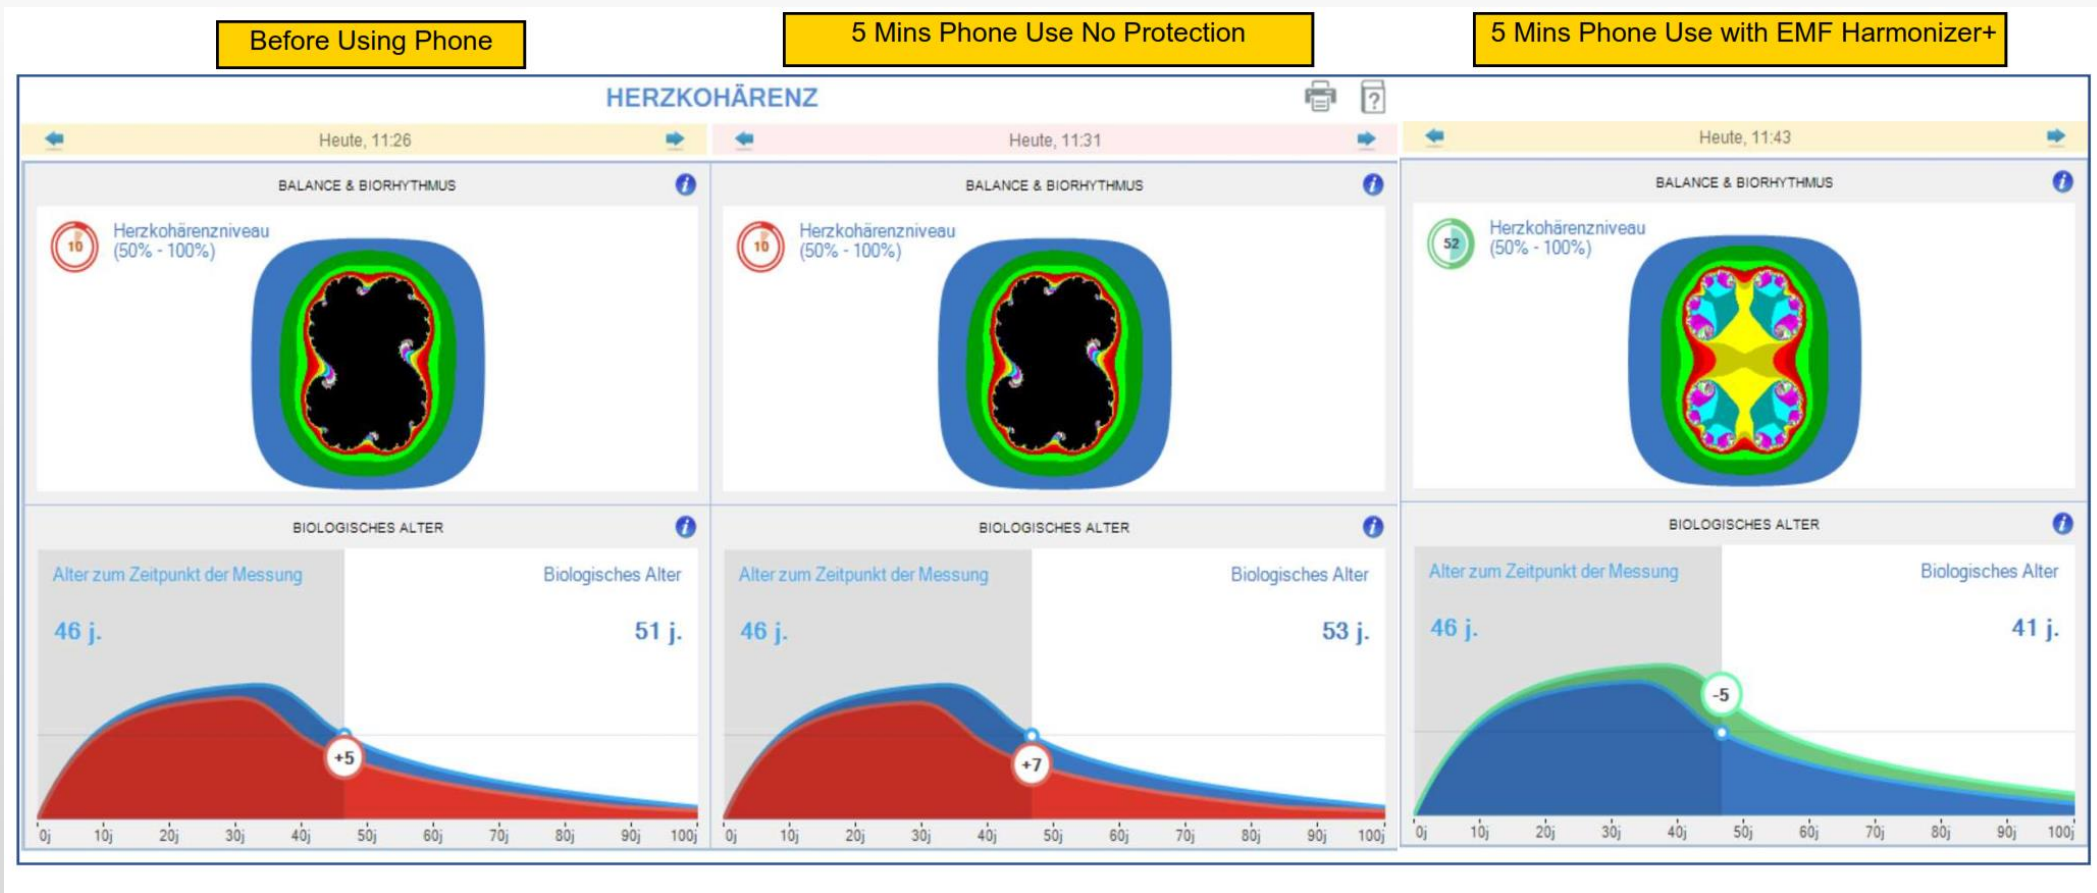 Before Using Phone
5 Mins Phone Use No Protection
5 Mins Phone Use with EMF Harmonizer+
HERZKOHÄRENZ
Heute, 11:26
Heute, 11:31
Heute, 11:43
BALANCE & BIORHYTHMUS
10
Herzkohärenzniveau
(50% - 100%)
BALANCE & BIORHYTHMUS
10
Herzkohärenzniveau
(50% - 100%)
BALANCE & BIORHYTHMUS
52
Herzkohärenzniveau
(50% - 100%)
BIOLOGISCHES ALTER
Alter zum Zeitpunkt der Messung
Biologisches Alter
46 j.
51 j.
+5
0j 10j 20j 30j 40j 50j 60j 70j 80j 90j 100j
BIOLOGISCHES ALTER
Alter zum Zeitpunkt der Messung
Biologisches Alter
46 j.
53 j.
+7
0j 10j 20j 30j 40j 50j 60j 70j 80j 90j 100j
BIOLOGISCHES ALTER
Alter zum Zeitpunkt der Messung
Biologisches Alter
46 j.
41 j.
-5
0j 10j 20j 30j 40j 50j 60j 70j 80j 90j 100j